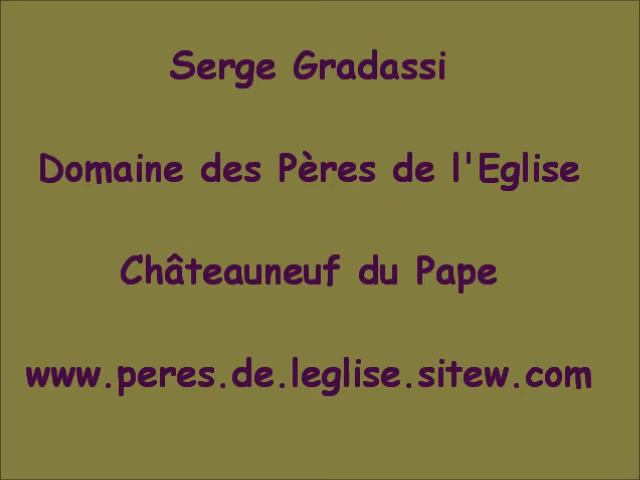 Serge Gradassi
Domaine des Pères de l'Eglise
Châteauneuf du Pape
www.peres.de.leglise.sitew.com